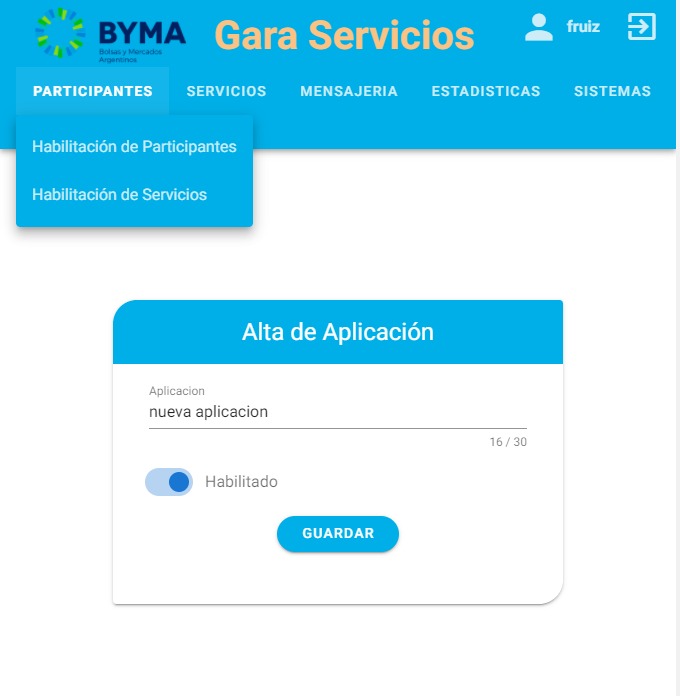 BYMA
Bolsas y Mercados
Argentinos
Gara Servicios
fruiz
PARTICIPANTES
SERVICIOS
MENSAJERIA
ESTADISTICAS
SISTEMAS
Habilitación de Participantes
Habilitación de Servicios
Alta de Aplicación
Aplicacion
nueva aplicacion
16 / 30
Habilitado
GUARDAR